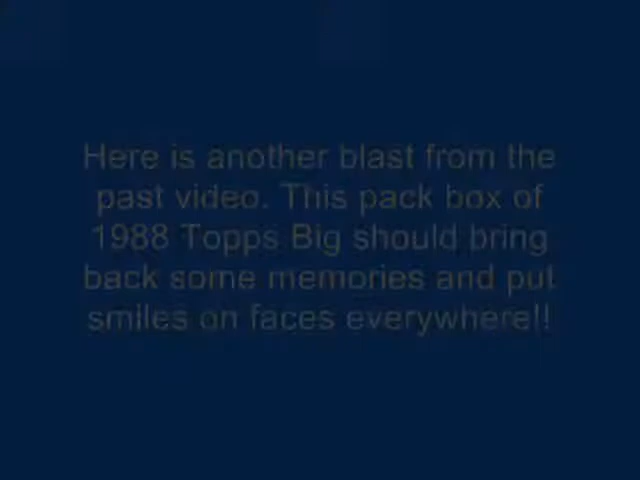 Here is another blast from the
past video. This pack box of
1988 Topps Big should bring
back some memories and put
smiles on faces everywhere!!